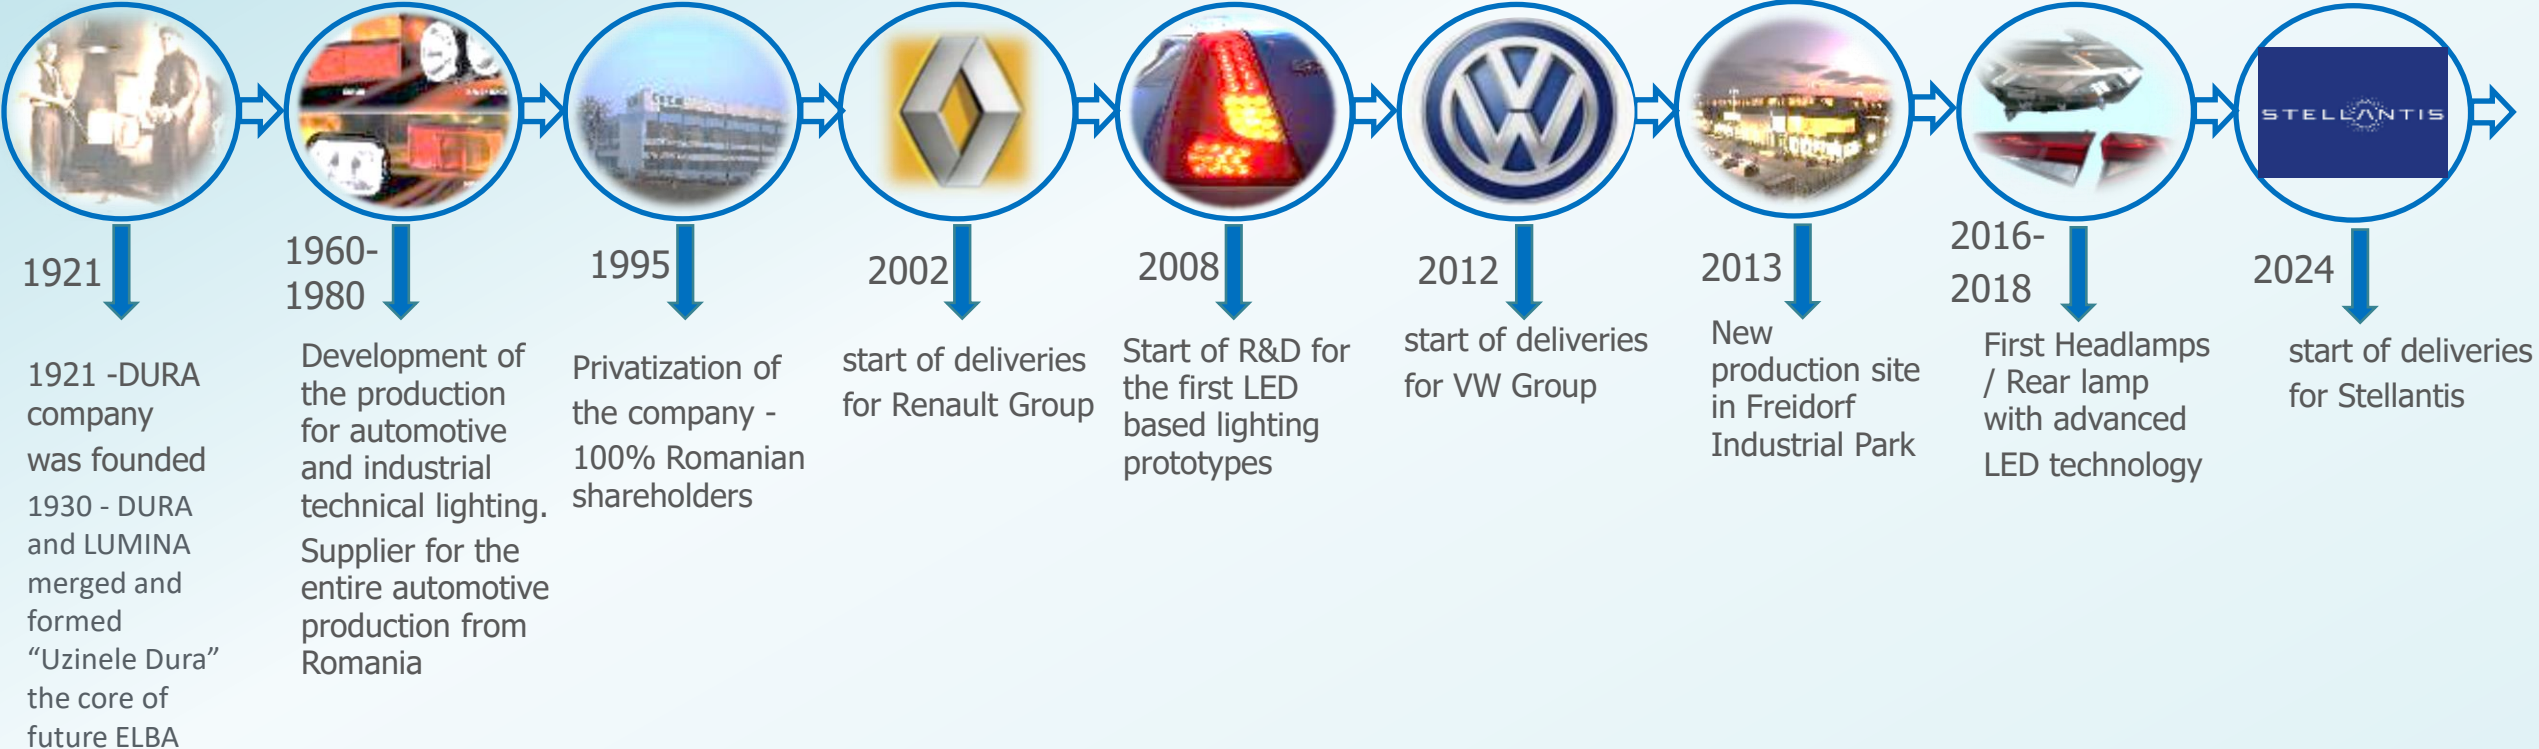 STELLANTIS
1921
1921 -DURA
company
was founded
1930 - DURA
and LUMINA
merged and
formed
“Uzinele Dura”
the core of
future ELBA
1960-
1980
Development of
the production
for automotive
and industrial
technical lighting.
Supplier for the
entire automotive
production from
Romania
1995
Privatization of
the company -
100% Romanian
shareholders
2002
start of deliveries
for Renault Group
2008
Start of R&D for
the first LED
based lighting
prototypes
2012
start of deliveries
for VW Group
2013
New
production site
in Freidorf
Industrial Park
2016-
2018
First Headlamps
/ Rear lamp
with advanced
LED technology
2024
start of deliveries
for Stellantis